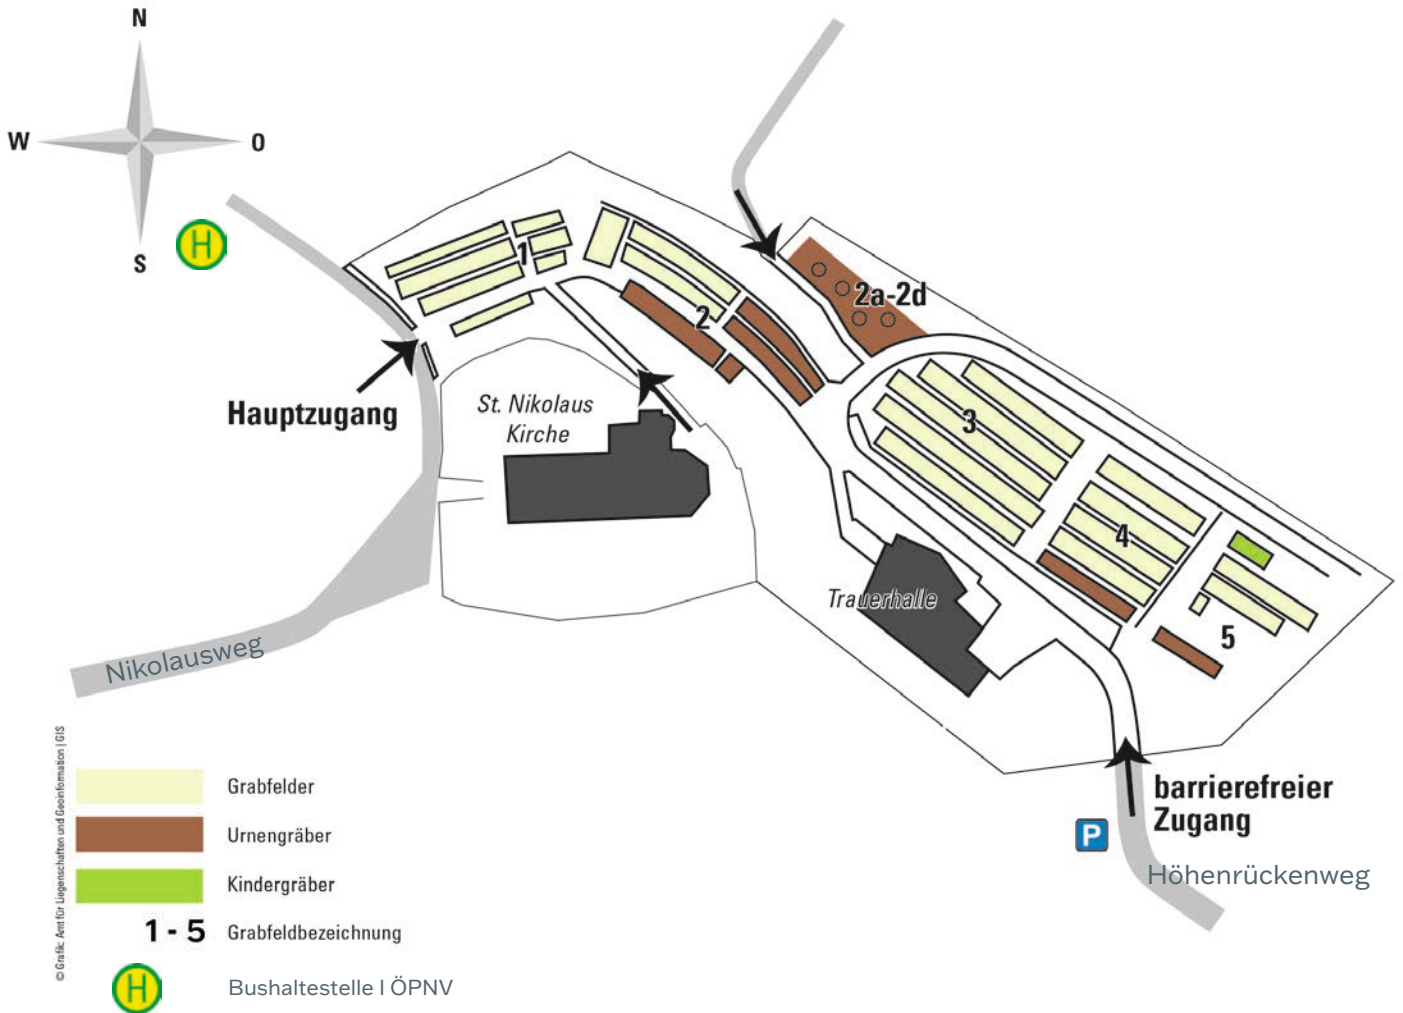 N
W
O
S
H
1
2
2a-2d
3
4
5
Hauptzugang
St. Nikolaus
Kirche
Trauerhalle
Nikolausweg
barrierefreier
Zugang
P
Höhenrückenweg
Grabfelder
Urnengräber
Kindergräber
1 - 5 Grabfeldbezeichnung
H Bushaltestelle I ÖPNV
© Grafik: Amt für Liegenschaften und Geoinformation | GIS